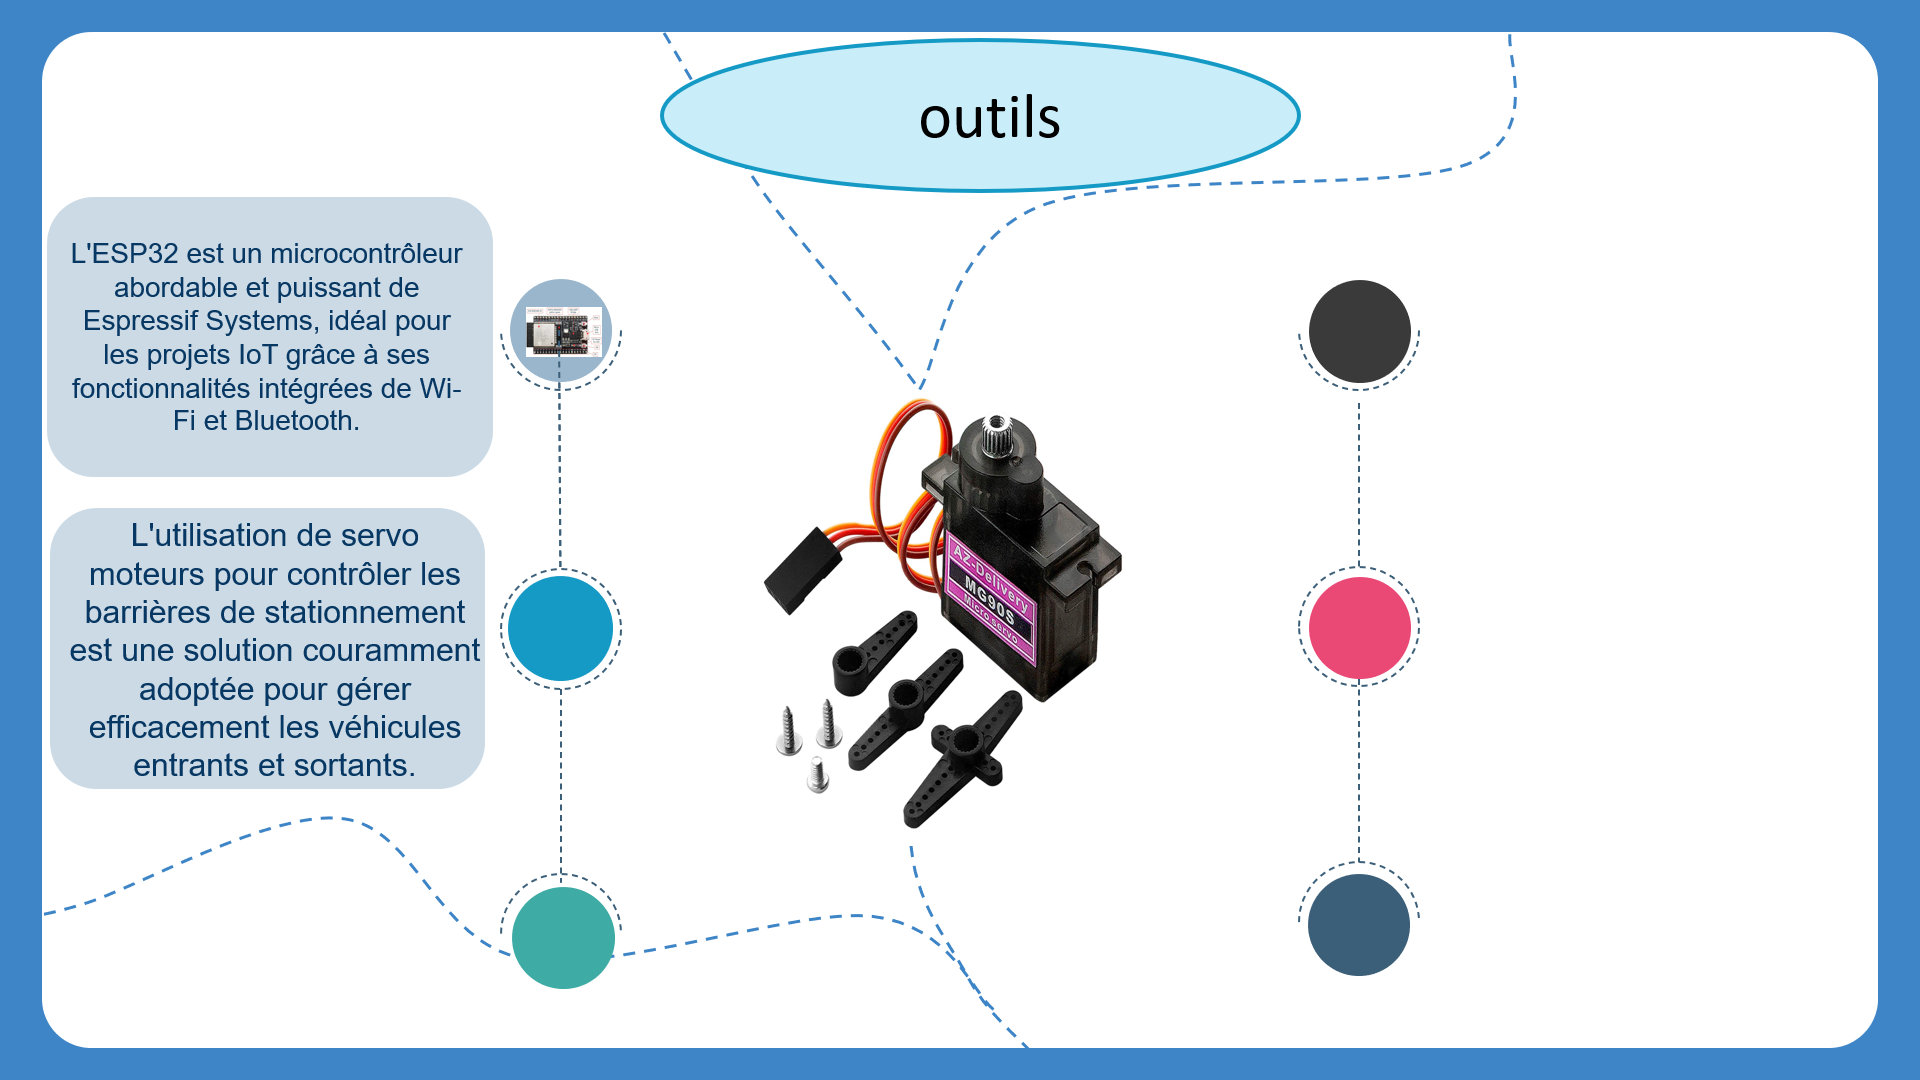 outils
L'ESP32 est un microcontrôleur
abordable et puissant de
Espressif Systems, idéal pour
les projets IoT grâce à ses
fonctionnalités intégrées de Wi-
Fi et Bluetooth.
L'utilisation de servo
moteurs pour contrôler les
barrières de stationnement
est une solution couramment
adoptée pour gérer
efficacement les véhicules
entrants et sortants.
AZ-Delivery
MG90S
Micro servo